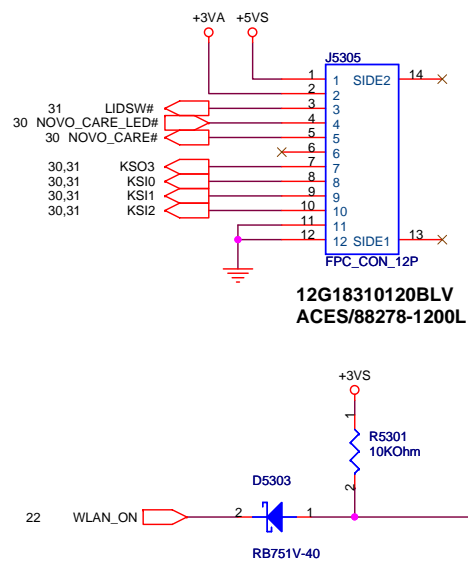 +3VA +5VS
J5305
1 1 SIDE2 14
2 2
31 LIDSW# 3 3
30 NOVO_CARE_LED# 4 4
30 NOVO_CARE# 5 5
6 6
30,31 KSO3 7 7
30,31 KSI0 8 8
30,31 KSI1 9 9
30,31 KSI2 10 10
11 11
12 12 SIDE1 13
FPC_CON_12P
12G18310120BLV
ACES/88278-1200L
+3VS
1
R5301
10KOhm
2
D5303
22 WLAN_ON 2 1
RB751V-40